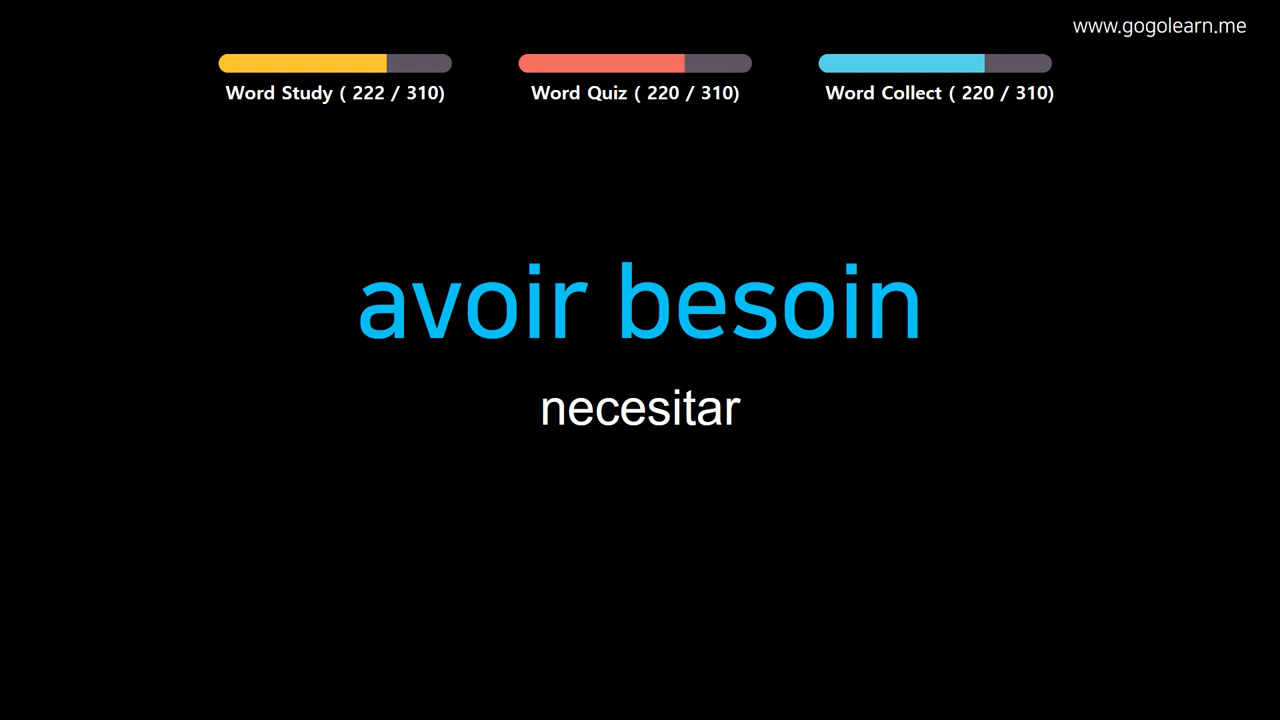 www.gogolearn.me
Word Study ( 222 / 310)
Word Quiz ( 220 / 310)
Word Collect ( 220 / 310)
avoir besoin
necesitar